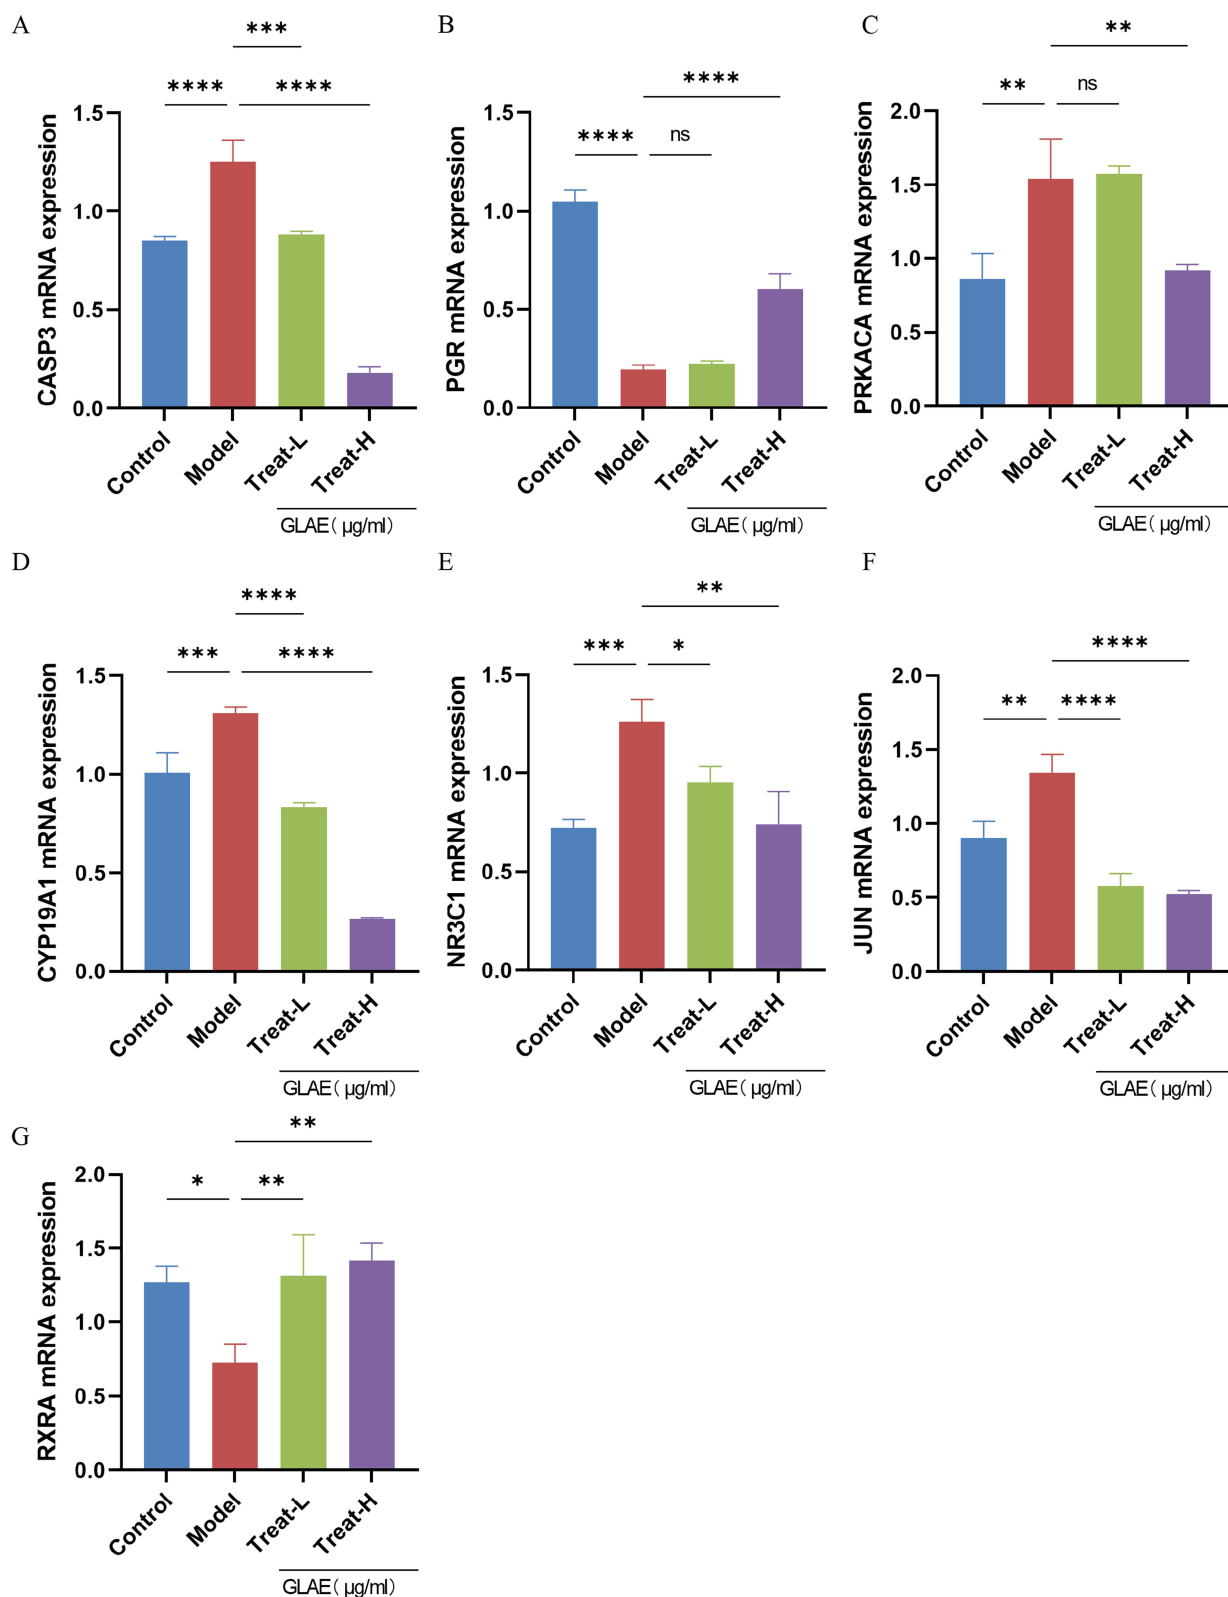 A
***
**** ****
CASP3 mRNA expression
1.5
1.0
0.5
0.0
Control
Model
Treat-L
Treat-H
GLAE( µg/ml)
B
****
**** ns
PGR mRNA expression
1.5
1.0
0.5
0.0
Control
Model
Treat-L
Treat-H
GLAE( µg/ml)
C
**
** ns
PRKACA mRNA expression
2.0
1.5
1.0
0.5
0.0
Control
Model
Treat-L
Treat-H
GLAE( µg/ml)
D
****
*** ****
CYP19A1 mRNA expression
1.5
1.0
0.5
0.0
Control
Model
Treat-L
Treat-H
GLAE( µg/ml)
E
**
*** *
NR3C1 mRNA expression
1.5
1.0
0.5
0.0
Control
Model
Treat-L
Treat-H
GLAE( µg/ml)
F
****
** ****
JUN mRNA expression
2.0
1.5
1.0
0.5
0.0
Control
Model
Treat-L
Treat-H
GLAE( µg/ml)
G
**
* **
RXRA mRNA expression
2.0
1.5
1.0
0.5
0.0
Control
Model
Treat-L
Treat-H
GLAE( µg/ml)